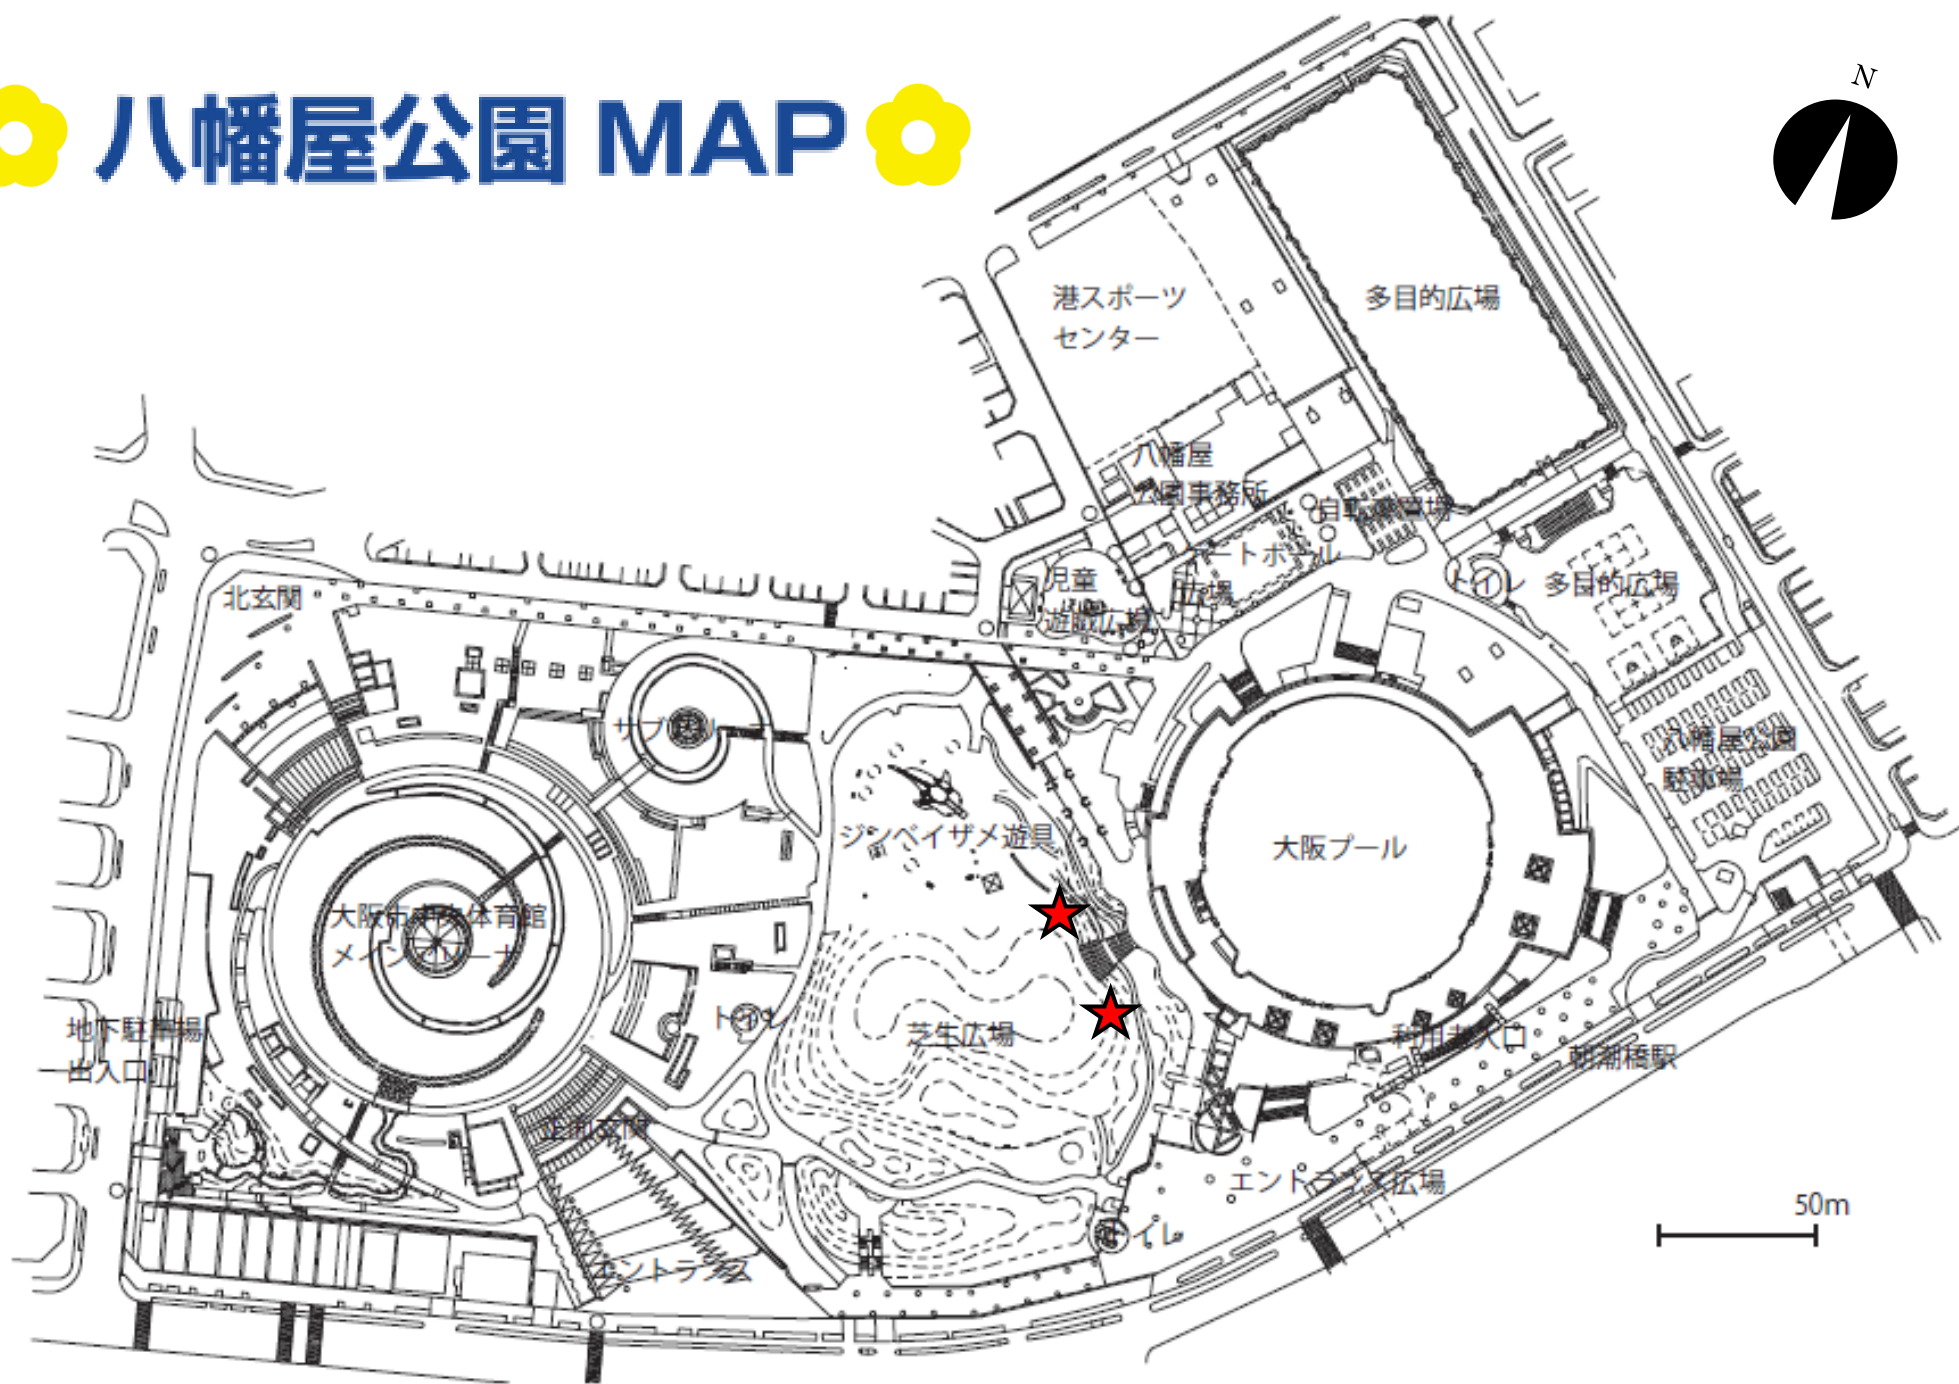 八幡屋公園 MAP
N
港スポーツ
センター
多目的広場
八幡屋
公園事務所
自転車置場
ゲートボール
広場
児童
遊戯広場
トイレ
多目的広場
北玄関
サブアリーナ
八幡屋公園
駐車場
ジンベイザメ遊具
大阪プール
大阪市中央体育館
メインアリーナ
地下駐車場
出入口
トイレ
芝生広場
利用者入口
朝潮橋駅
正面玄関
エントランス広場
50m
トイレ
エントランス